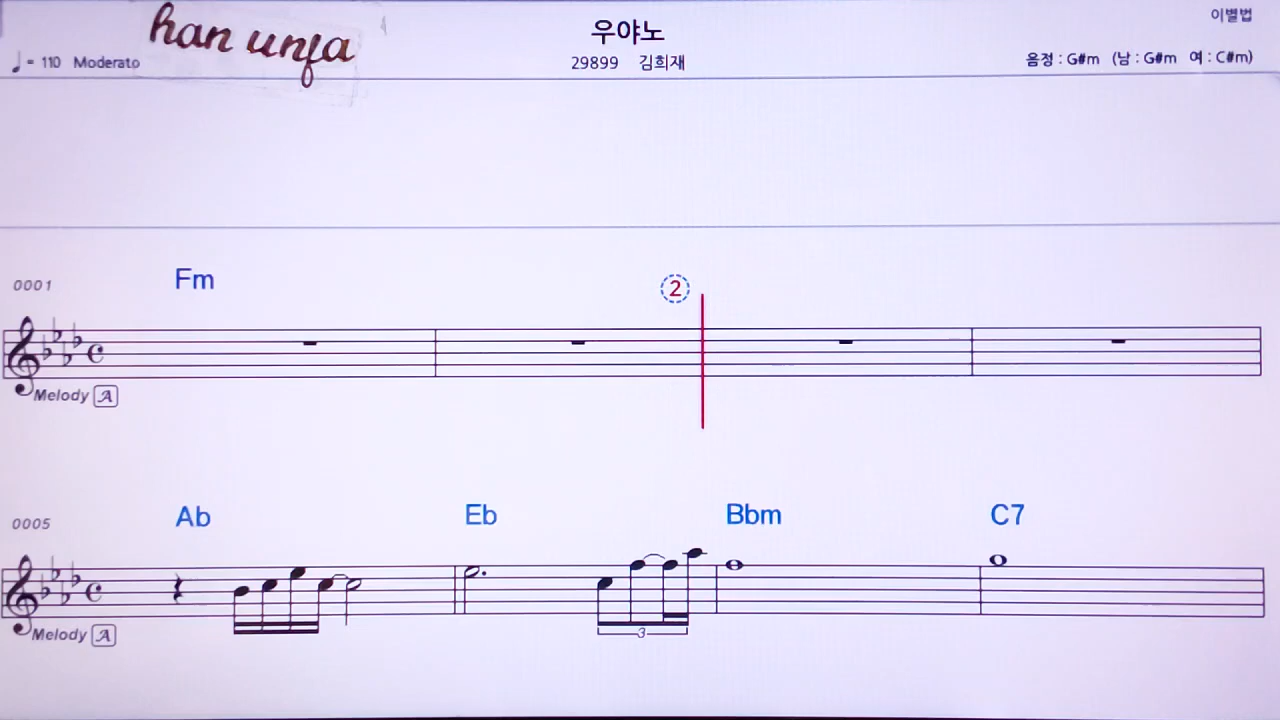 han unfa
우야노
이별법
♩ = 110 Moderato
29899 김희재
음정 : G#m (남 : G#m 여 : C#m)
0001
Fm
2
Melody A
0005
Ab Eb Bbm C7
Melody A
3